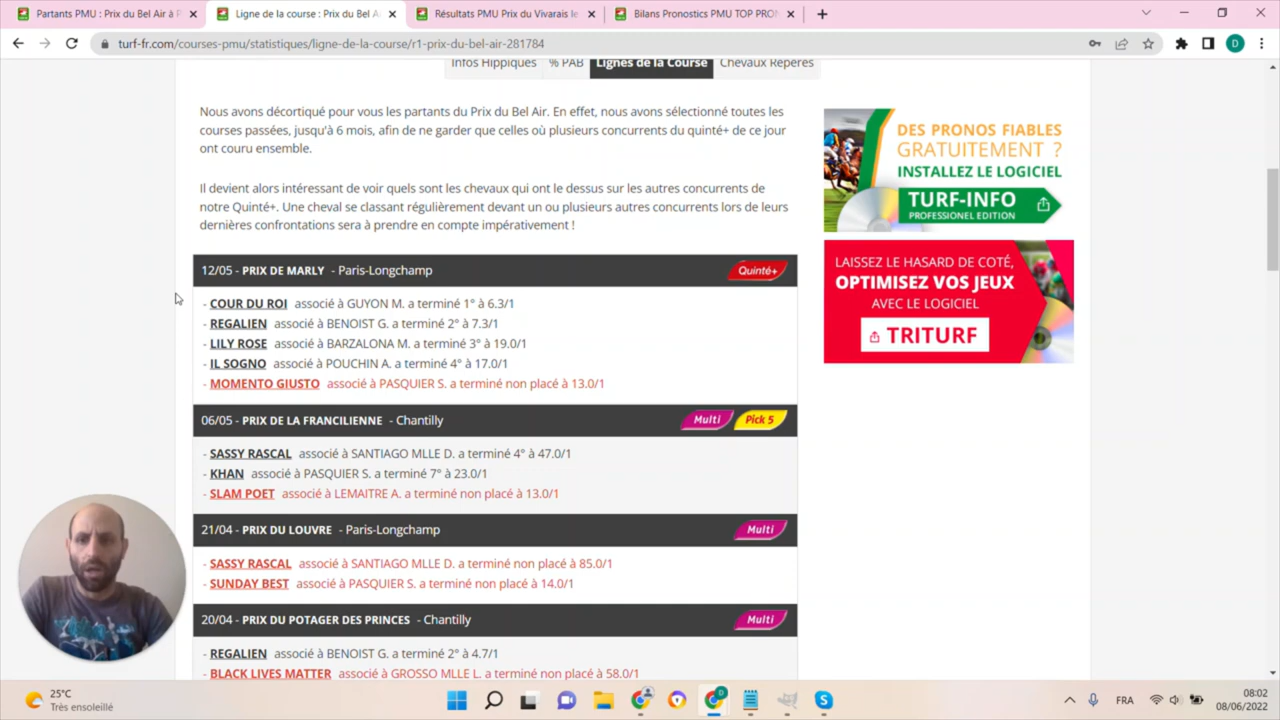 Partants PMU : Prix du Bel Air à P
Ligne de la course : Prix du Bel A
Résultats PMU Prix du Vivarais le
Bilans Pronostics PMU TOP PRON
turf-fr.com/courses-pmu/statistiques/ligne-de-la-course/r1-prix-du-bel-air-281784
D
Infos Hippiques
% PAB
Lignes de la Course
Chevaux Repères
Nous avons décortiqué pour vous les partants du Prix du Bel Air. En effet, nous avons sélectionné toutes les
courses passées, jusqu'à 6 mois, afin de ne garder que celles où plusieurs concurrents du quinté+ de ce jour
ont couru ensemble.
Il devient alors intéressant de voir quels sont les chevaux qui ont le dessus sur les autres concurrents de
notre Quinté+. Une cheval se classant régulièrement devant un ou plusieurs autres concurrents lors de leurs
dernières confrontations sera à prendre en compte impérativement !
12/05 - PRIX DE MARLY - Paris-Longchamp
Quinté+
- COUR DU ROI associé à GUYON M. a terminé 1° à 6.3/1
- REGALIEN associé à BENOIST G. a terminé 2° à 7.3/1
- LILY ROSE associé à BARZALONA M. a terminé 3° à 19.0/1
- IL SOGNO associé à POUCHIN A. a terminé 4° à 17.0/1
- MOMENTO GIUSTO associé à PASQUIER S. a terminé non placé à 13.0/1
06/05 - PRIX DE LA FRANCILIENNE - Chantilly
Multi
Pick 5
- SASSY RASCAL associé à SANTIAGO MLLE D. a terminé 4° à 47.0/1
- KHAN associé à PASQUIER S. a terminé 7° à 23.0/1
- SLAM POET associé à LEMAITRE A. a terminé non placé à 13.0/1
21/04 - PRIX DU LOUVRE - Paris-Longchamp
Multi
- SASSY RASCAL associé à SANTIAGO MLLE D. a terminé non placé à 85.0/1
- SUNDAY BEST associé à PASQUIER S. a terminé non placé à 14.0/1
20/04 - PRIX DU POTAGER DES PRINCES - Chantilly
Multi
- REGALIEN associé à BENOIST G. a terminé 2° à 4.7/1
- BLACK LIVES MATTER associé à GROSSO MLLE L. a terminé non placé à 58.0/1
DES PRONOS FIABLES
GRATUITEMENT ?
INSTALLEZ LE LOGICIEL
TURF-INFO
PROFESSIONEL EDITION
LAISSEZ LE HASARD DE COTÉ,
OPTIMISEZ VOS JEUX
AVEC LE LOGICIEL
TRITURF
25°C
Très ensoleillé
D
FRA
08:02
08/06/2022